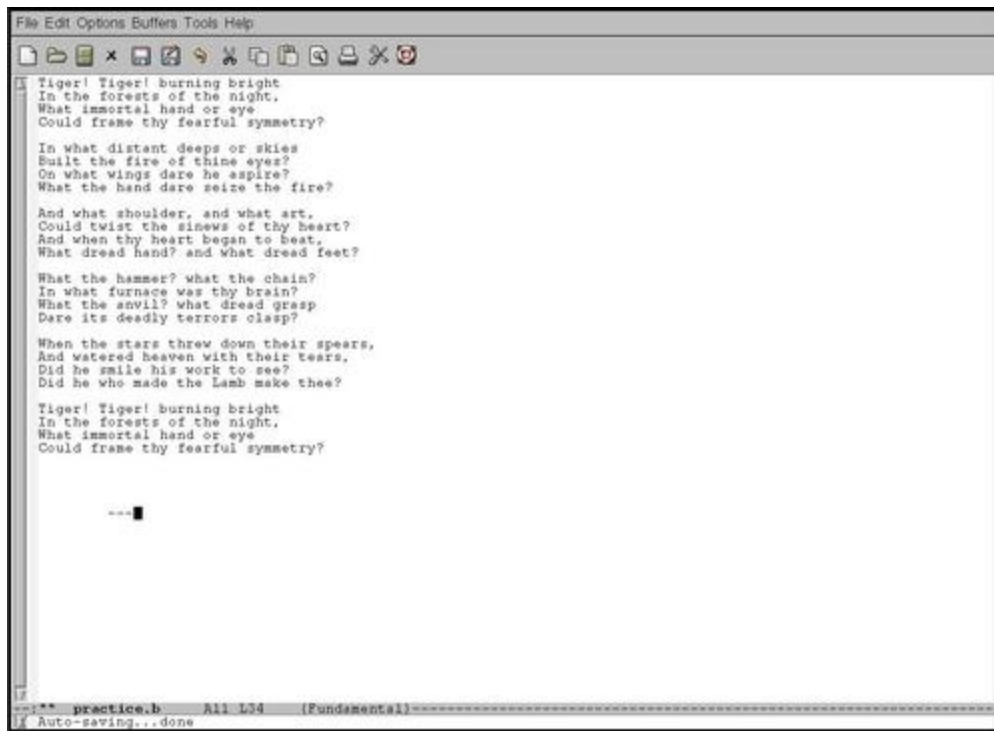 File Edit Options Buffers Tools Help
Tiger! Tiger! burning bright
In the forests of the night,
What immortal hand or eye
Could frame thy fearful symmetry?
In what distant deeps or skies
Built the fire of thine eyes?
On what wings dare he aspire?
What the hand dare seize the fire?
And what shoulder, and what art,
Could twist the sinews of thy heart?
And when thy heart began to beat,
What dread hand? and what dread feet?
What the hammer? what the chain?
In what furnace was thy brain?
What the anvil? what dread grasp
Dare its deadly terrors clasp?
When the stars threw down their spears,
And watered heaven with their tears,
Did he smile his work to see?
Did he who made the Lamb make thee?
Tiger! Tiger! burning bright
In the forests of the night,
What immortal hand or eye
Could frame thy fearful symmetry?
---
--:** practice.b All L34 (Fundamental)--------------------
Auto-saving...done